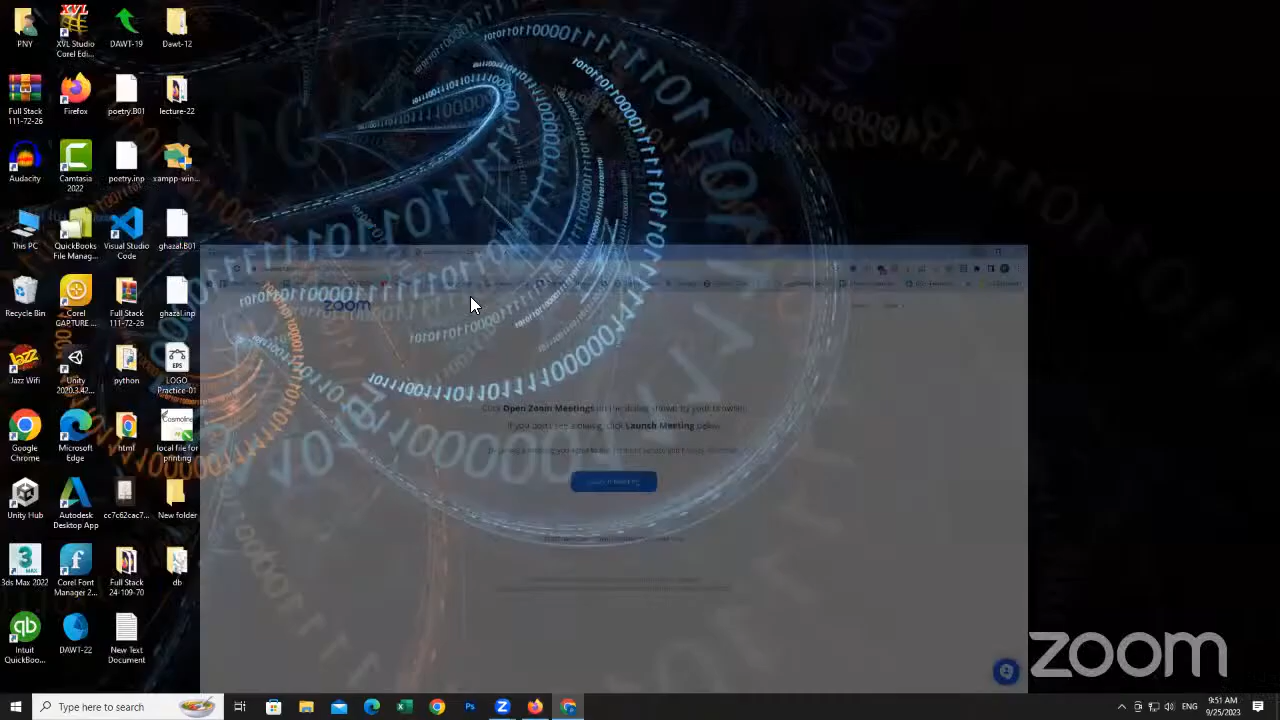 PNY
XVL Studio
Corel Edi...
DAWT-19
Dawt-12
Full Stack
111-72-26
Firefox
poetry.B01
lecture-22
Audacity
Camtasia
2022
poetry.inp
xampp-win...
This PC
QuickBooks
File Manag...
Visual Studio
Code
ghazal.B01
Recycle Bin
Corel
CAPTURE ...
Full Stack
111-72-26
ghazal.inp
Jazz Wifi
Unity
2020.3.42...
python
LOGO
Practice-01
Google
Chrome
Microsoft
Edge
html
local file for
printing
Unity Hub
Autodesk
Desktop App
cc7c62cac7...
New folder
3ds Max 2022
Corel Font
Manager 2...
Full Stack
24-109-70
db
Intuit
QuickBoo...
DAWT-22
New Text
Document
zoom
Click Open Zoom Meetings on the dialog shown by your browser
If you don't see a dialog, click Launch Meeting below
Launch Meeting
zoom
Type here to search
ENG
9:51 AM
9/25/2023